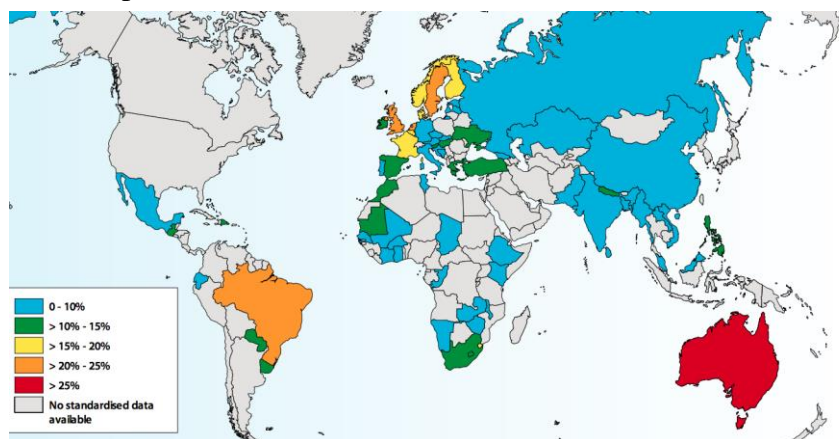 0 - 10%
> 10% - 15%
> 15% - 20%
> 20% - 25%
> 25%
No standardised data
available